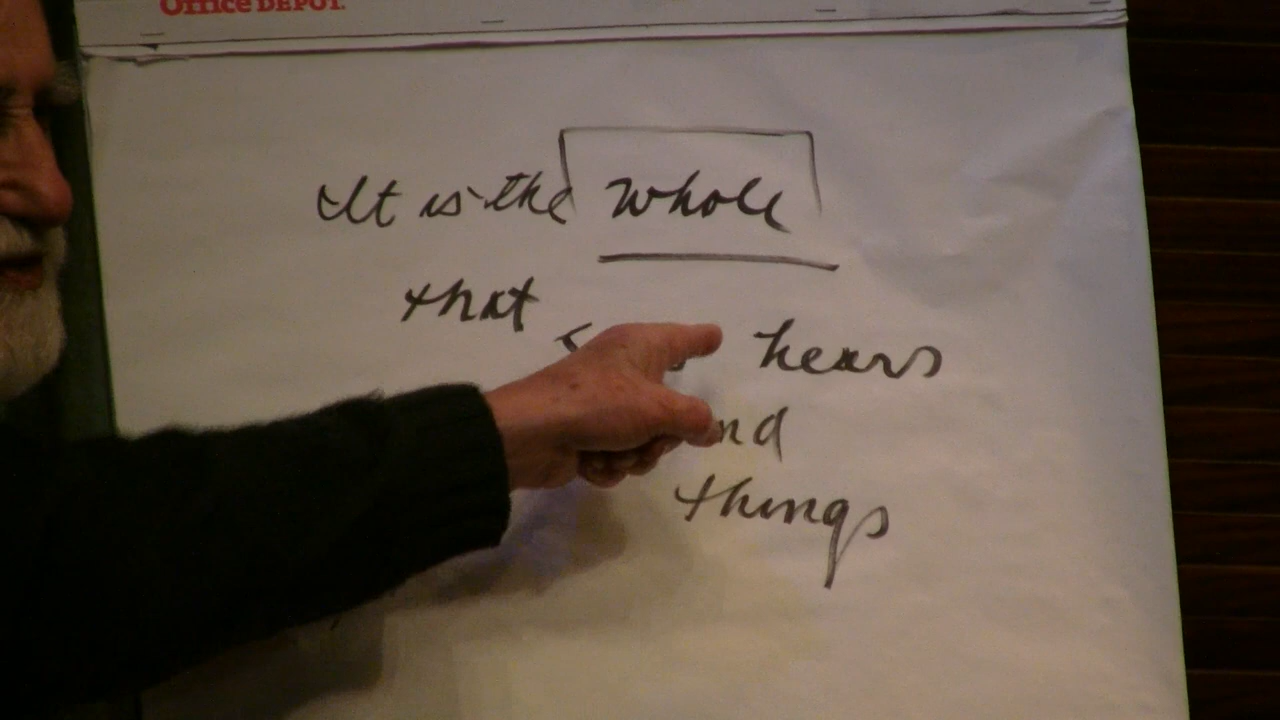 Office DEPOT.
It is the whole
that
hears
things